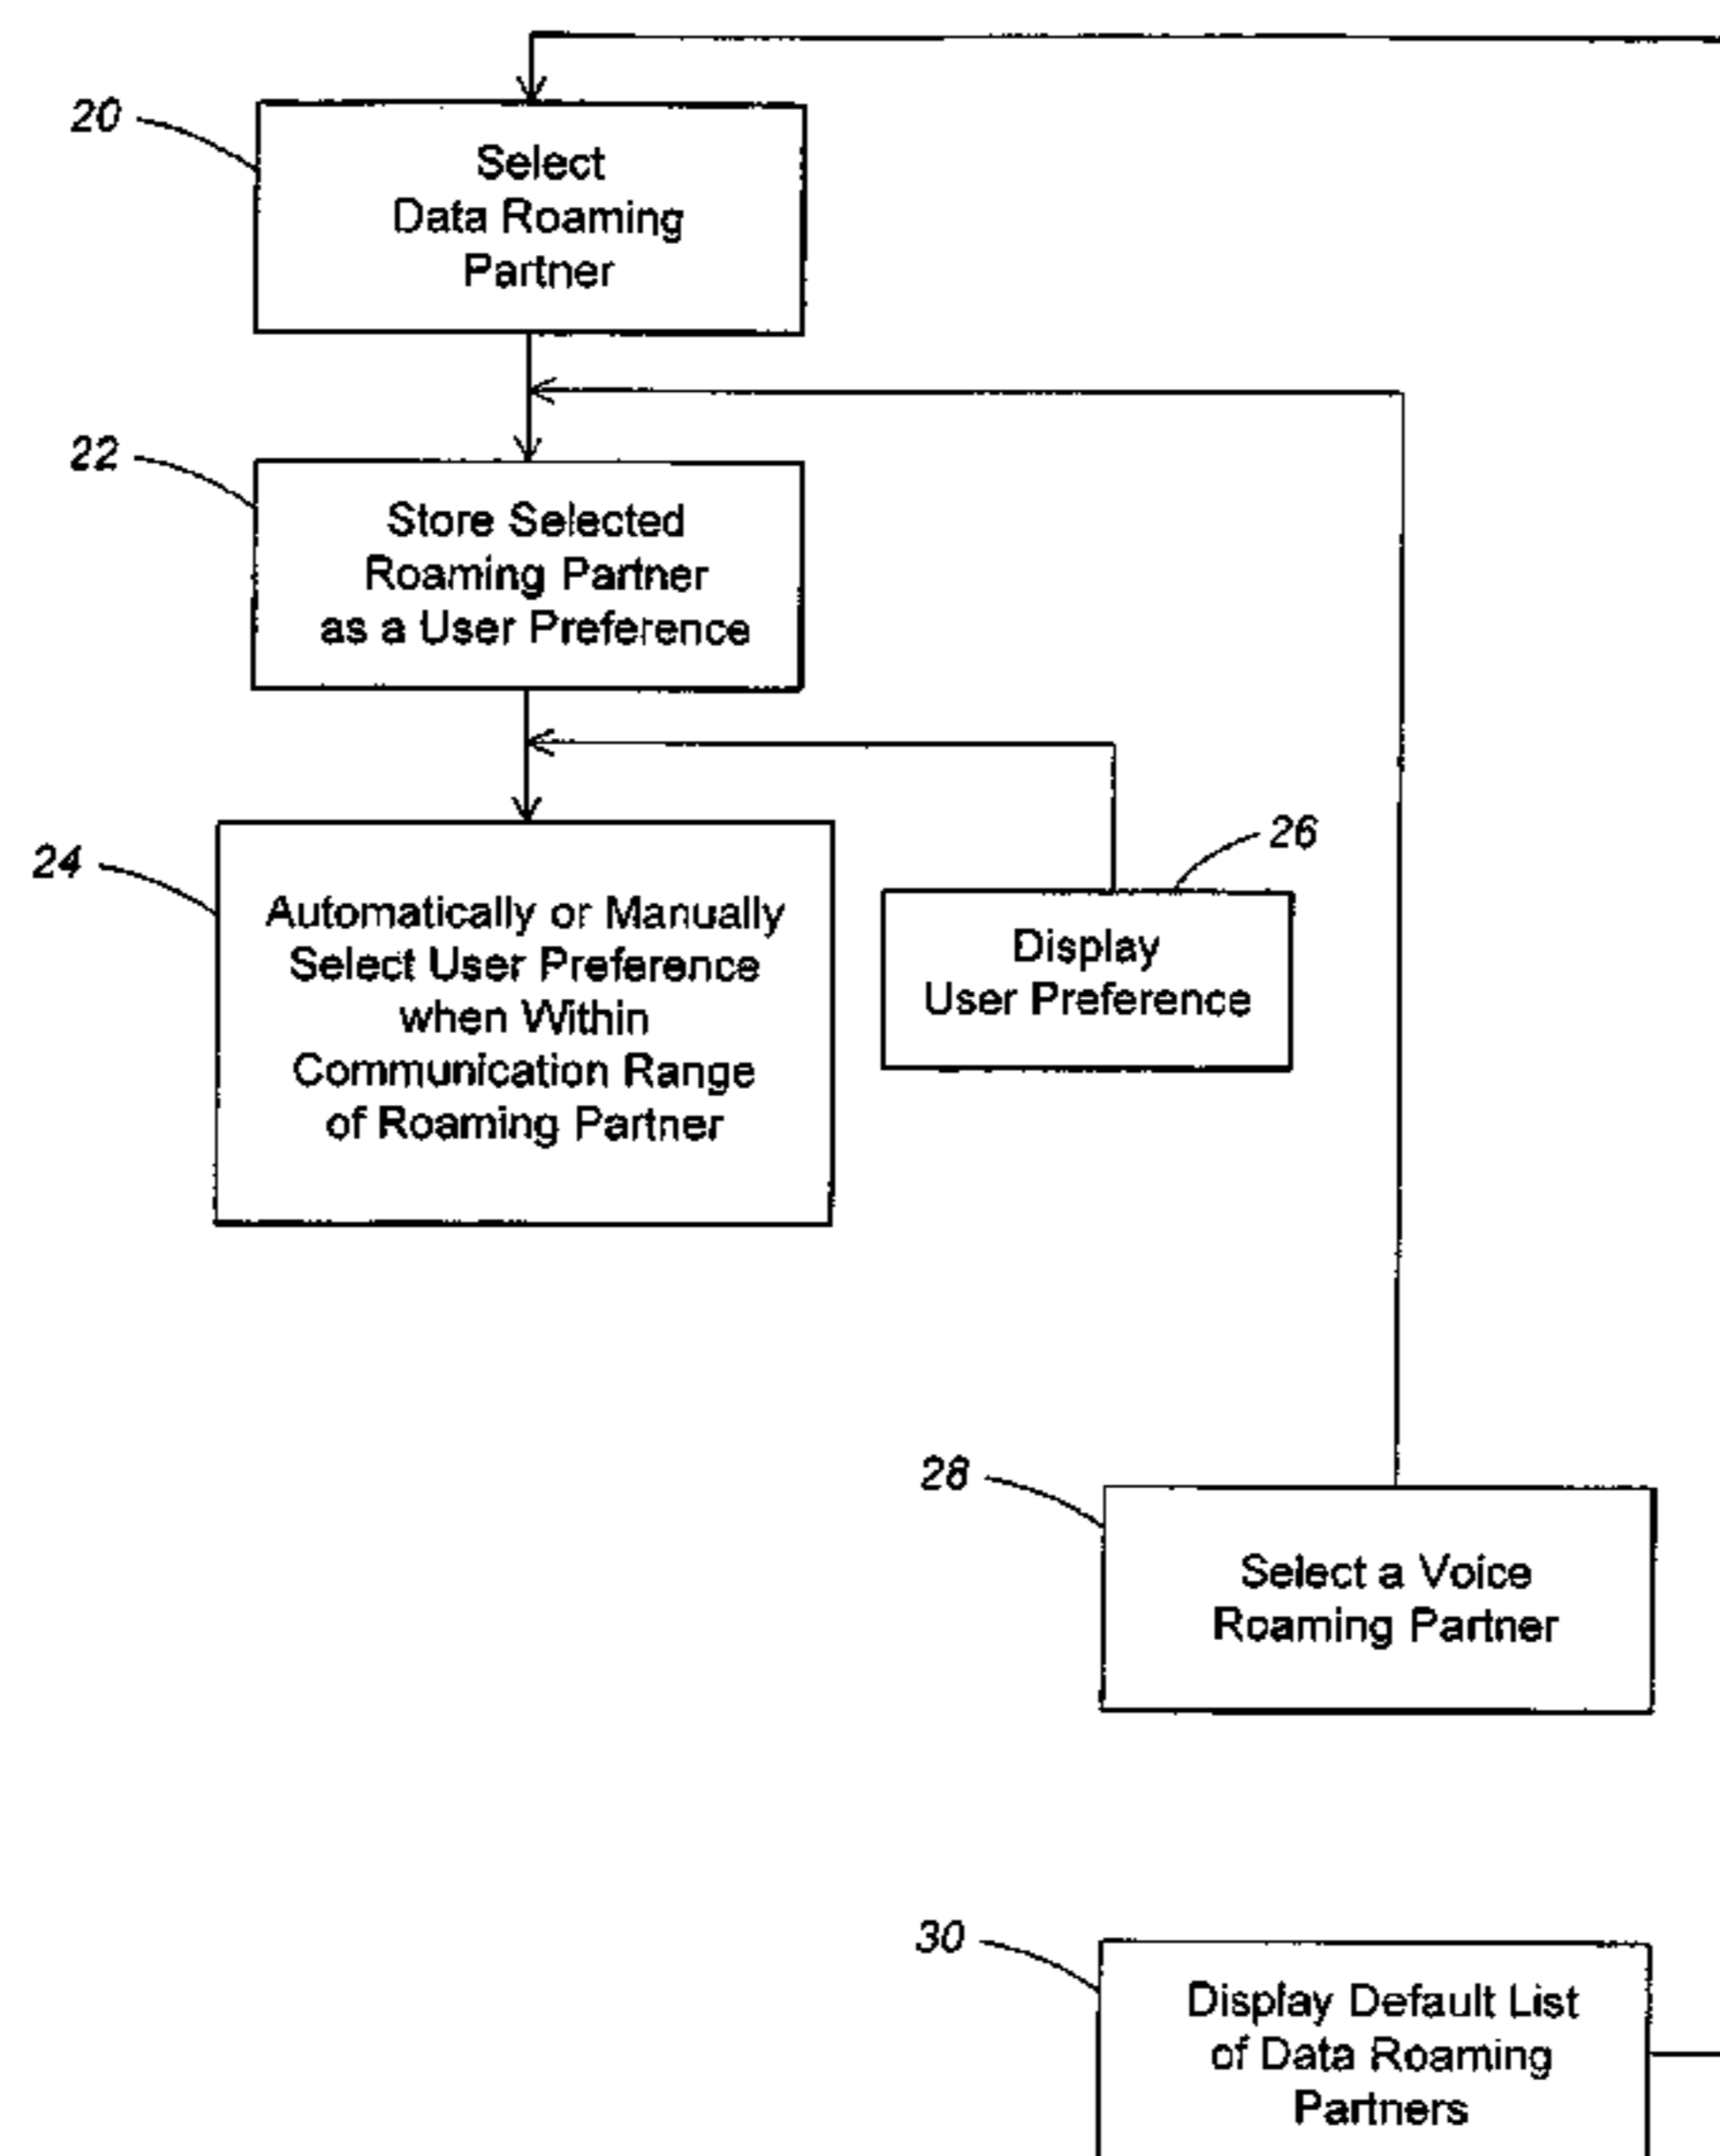 20
Select
Data Roaming
Partner
22
Store Selected
Roaming Partner
as a User Preference
24
Automatically or Manually
Select User Preference
when Within
Communication Range
of Roaming Partner
26
Display
User Preference
28
Select a Voice
Roaming Partner
30
Display Default List
of Data Roaming
Partners